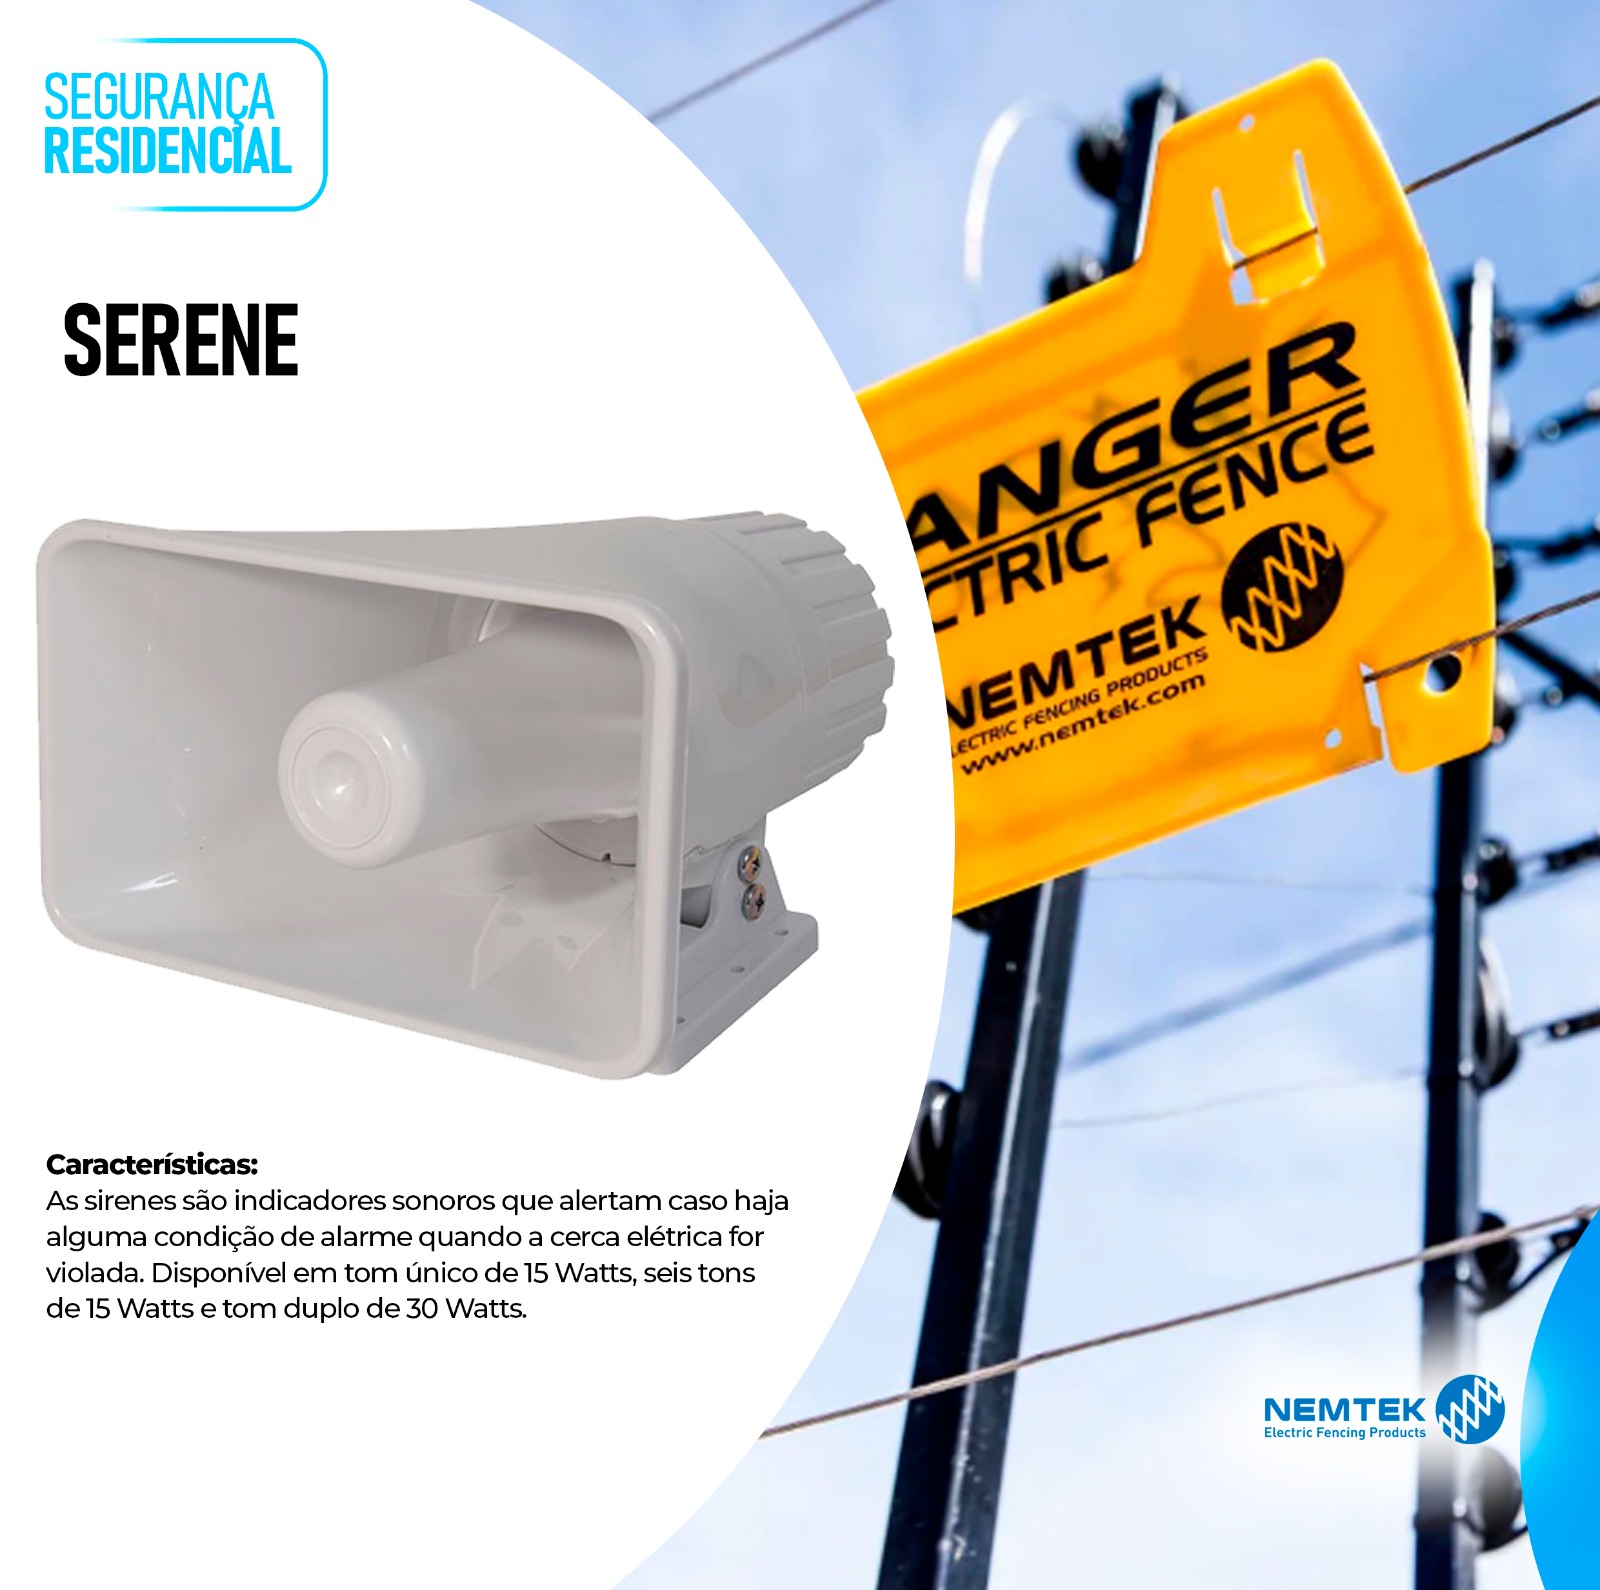 SEGURANÇA
RESIDENCIAL
SERENE
ANGER
CTRIC FENCE
NEMTEK
LECTRIC FENCING PRODUCTS
www.nemtek.com
Características:
As sirenes são indicadores sonoros que alertam caso haja
alguma condição de alarme quando a cerca elétrica for
violada. Disponível em tom único de 15 Watts, seis tons
de 15 Watts e tom duplo de 30 Watts.
NEMTEK
Electric Fencing Products